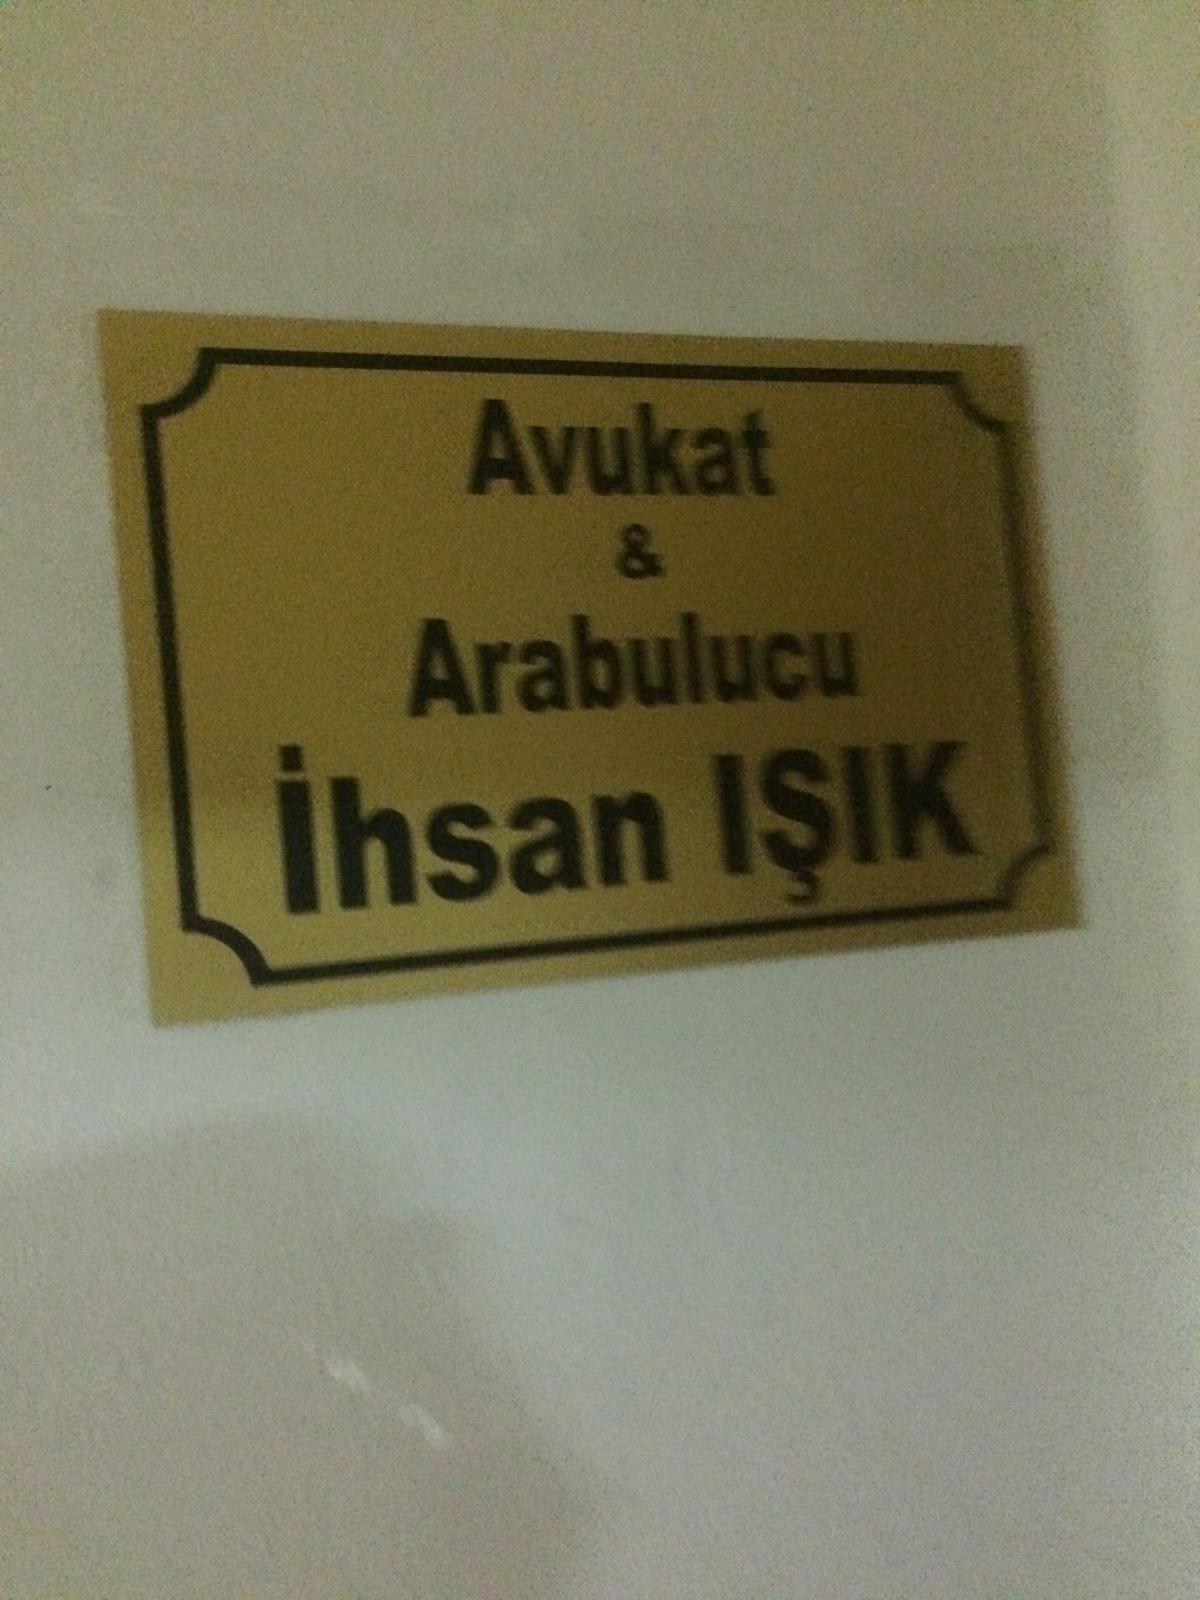 Avukat
&
Arabulucu
İhsan IŞIK